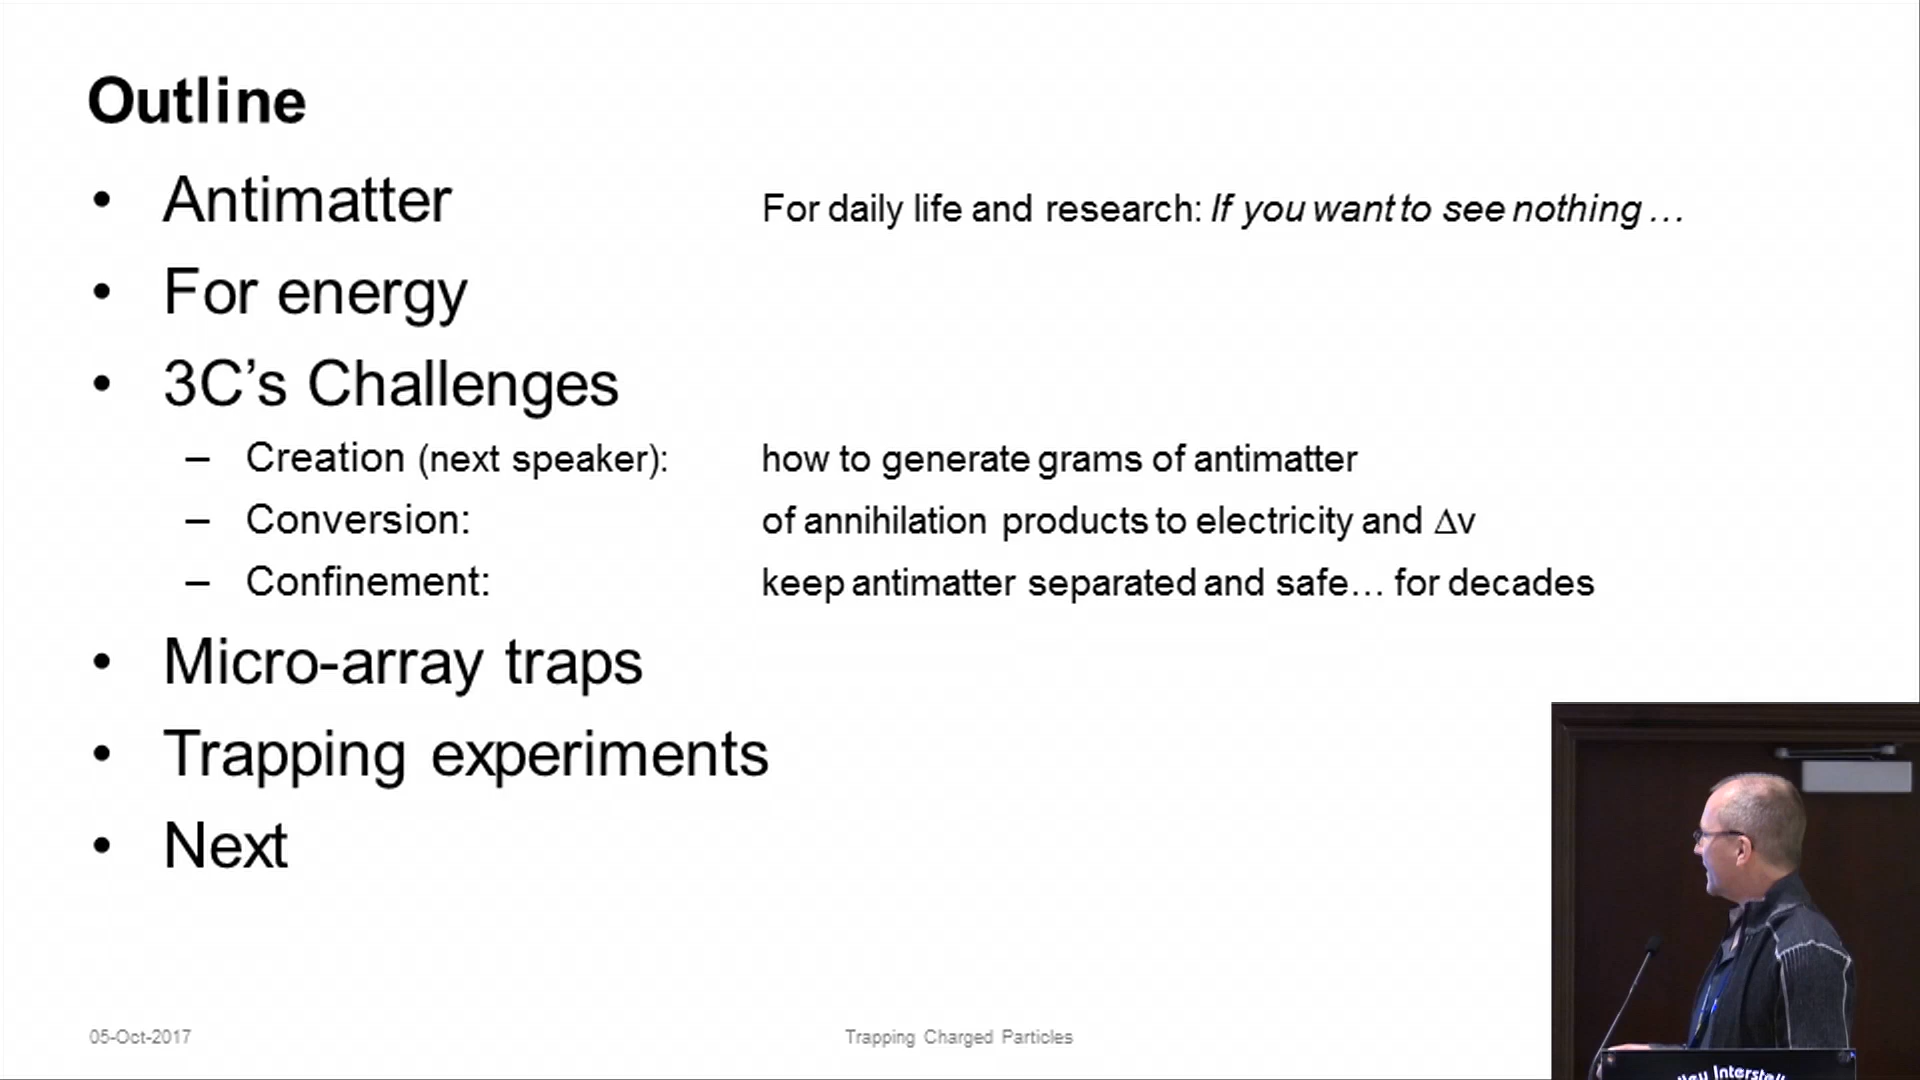 Outline
• Antimatter For daily life and research: If you want to see nothing …
• For energy
• 3C’s Challenges
– Creation (next speaker): how to generate grams of antimatter
– Conversion: of annihilation products to electricity and Δv
– Confinement: keep antimatter separated and safe… for decades
• Micro-array traps
• Trapping experiments
• Next
05-Oct-2017 Trapping Charged Particles